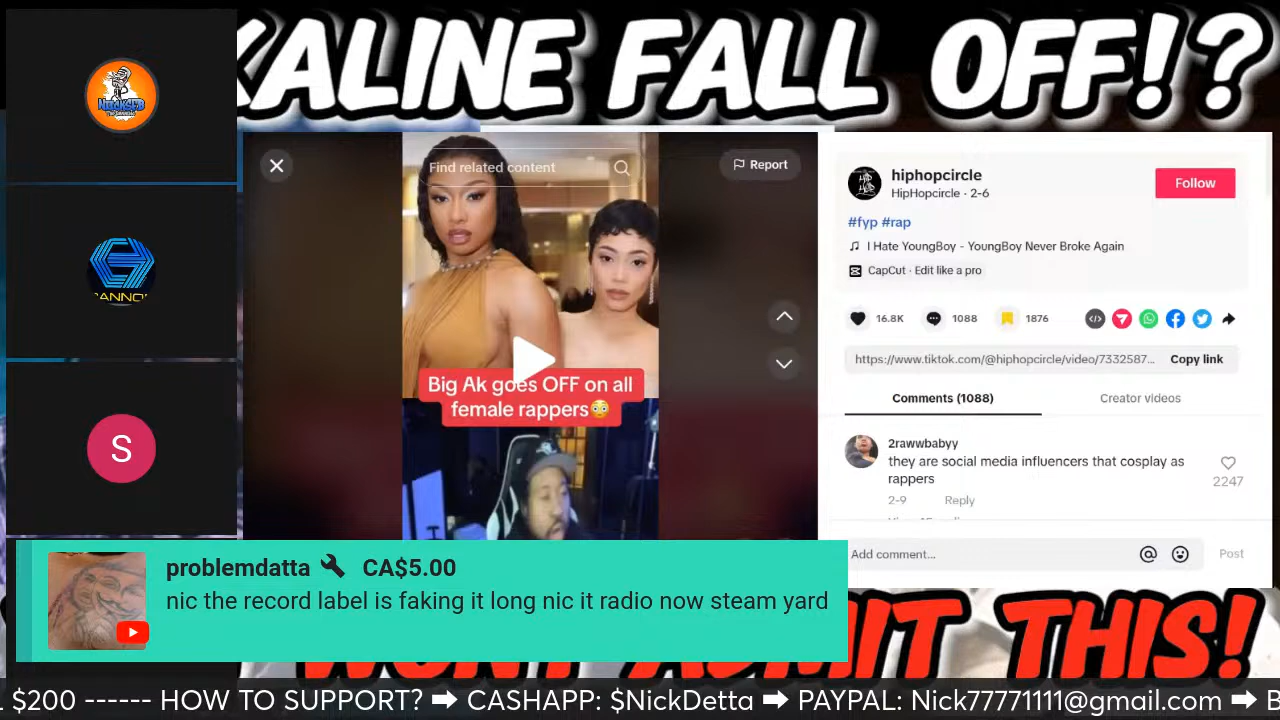 KALINE FALL OFF!?
Find related content
Report
Big Ak goes OFF on all
female rappers😳
hiphopcircle
HipHopcircle · 2-6
Follow
#fyp #rap
I Hate YoungBoy - YoungBoy Never Broke Again
CapCut · Edit like a pro
16.8K 1088 1876
https://www.tiktok.com/@hiphopcircle/video/7332587...
Copy link
Comments (1088)
Creator videos
2rawwbabyy
they are social media influencers that cosplay as
rappers
2247
2-9 Reply
Add comment...
Post
S
problemdatta CA$5.00
nic the record label is faking it long nic it radio now steam yard
WONT ADMIT THIS!
$200 ------ HOW TO SUPPORT? ➡ CASHAPP: $NickDetta ➡ PAYPAL: Nick77771111@gmail.com ➡